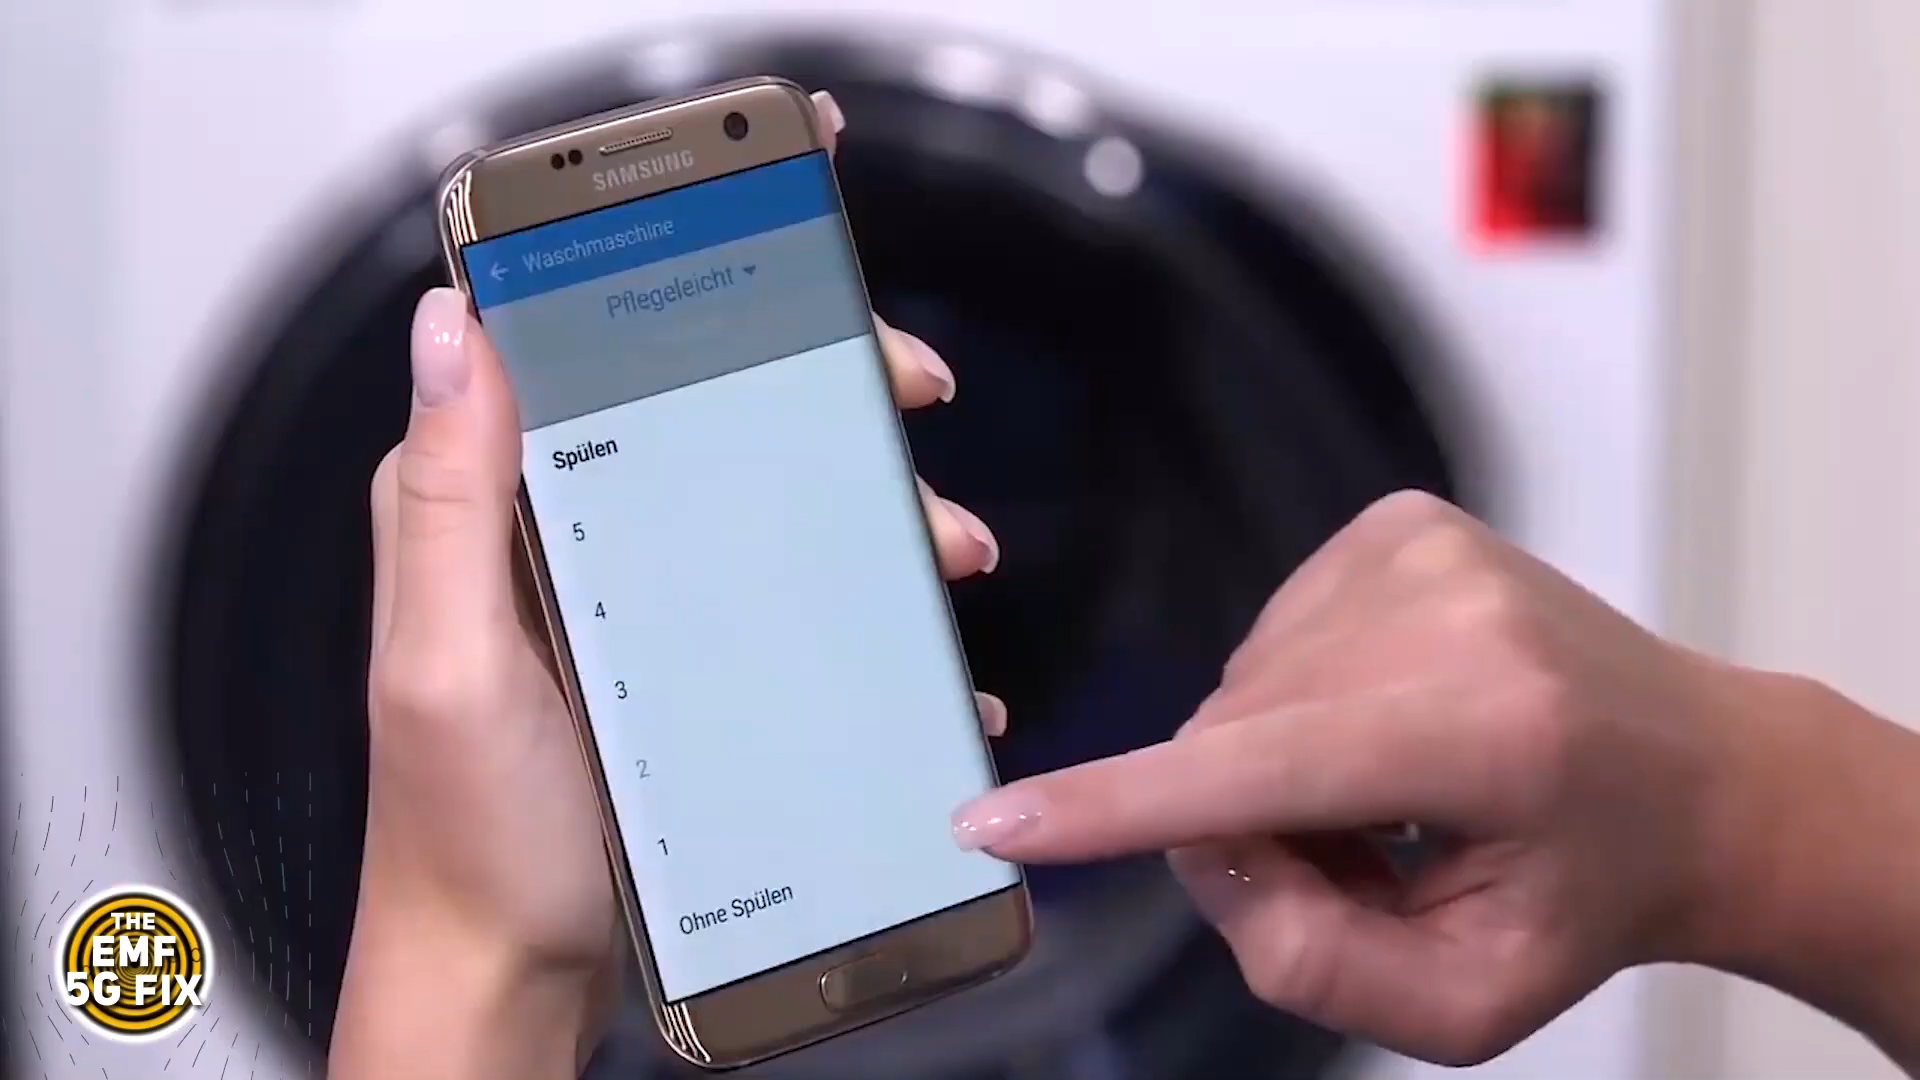 SAMSUNG
Waschmaschine
Pflegeleicht
Spülen
5
4
3
2
1
Ohne Spülen
THE
EMF
5G FIX